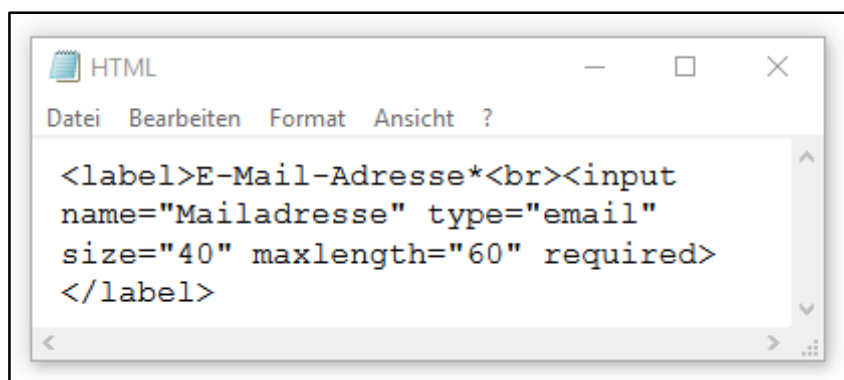 HTML
Datei Bearbeiten Format Ansicht ?
<label>E-Mail-Adresse*<br><input
name="Mailadresse" type="email"
size="40" maxlength="60" required>
</label>